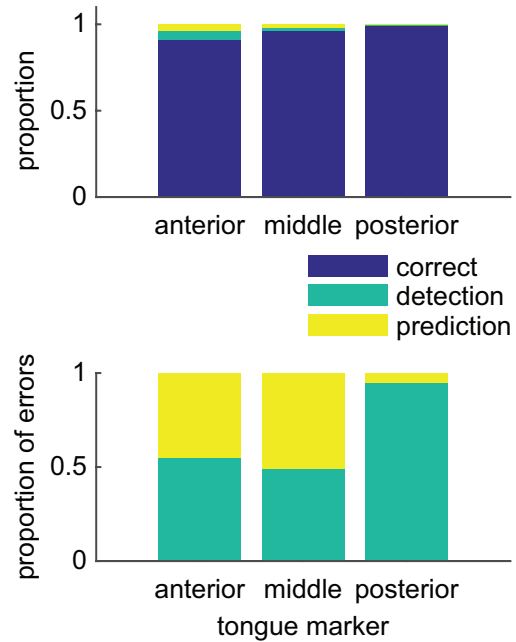 1
0.5
0
proportion
anterior middle posterior
correct
detection
prediction
1
0.5
0
proportion of errors
anterior middle posterior
tongue marker